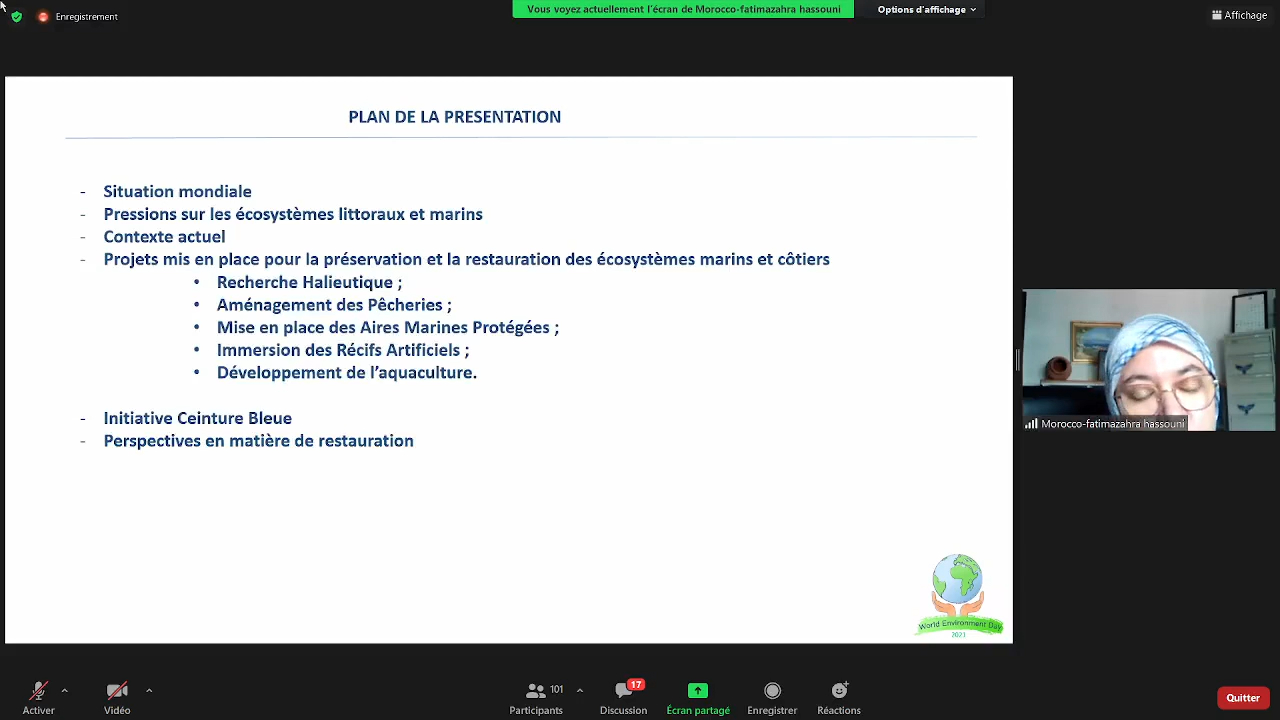 Enregistrement
Vous voyez actuellement l'écran de Morocco-fatimazahra hassouni
Options d'affichage
Affichage
PLAN DE LA PRESENTATION
- Situation mondiale
- Pressions sur les écosystèmes littoraux et marins
- Contexte actuel
- Projets mis en place pour la préservation et la restauration des écosystèmes marins et côtiers
• Recherche Halieutique ;
• Aménagement des Pêcheries ;
• Mise en place des Aires Marines Protégées ;
• Immersion des Récifs Artificiels ;
• Développement de l'aquaculture.
- Initiative Ceinture Bleue
- Perspectives en matière de restauration
Morocco-fatimazahra hassouni
World Environment Day
2021
Activer
Vidéo
101
Participants
17
Discussion
Écran partagé
Enregistrer
Réactions
Quitter